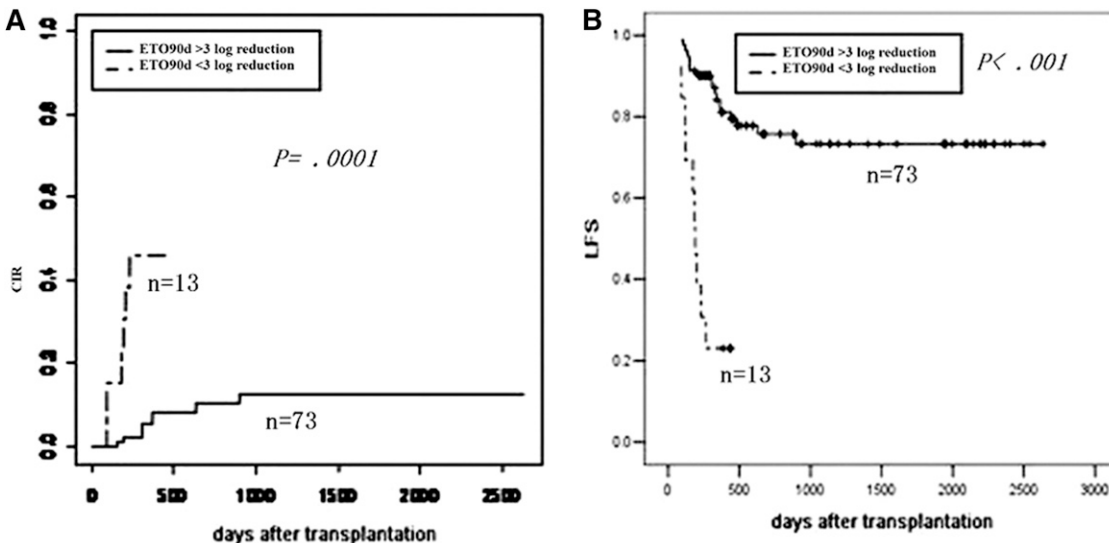 A
ETO90d >3 log reduction
ETO90d <3 log reduction
P= .0001
n=13
n=73
CIR
0.0
0.2
0.4
0.6
0.8
1.0
0
500
1000
1500
2000
2500
days after transplantation
B
ETO90d >3 log reduction
ETO90d <3 log reduction
P< .001
n=73
n=13
LFS
1.0
0.8
0.6
0.4
0.2
0.0
0
500
1000
1500
2000
2500
3000
days after transplantation